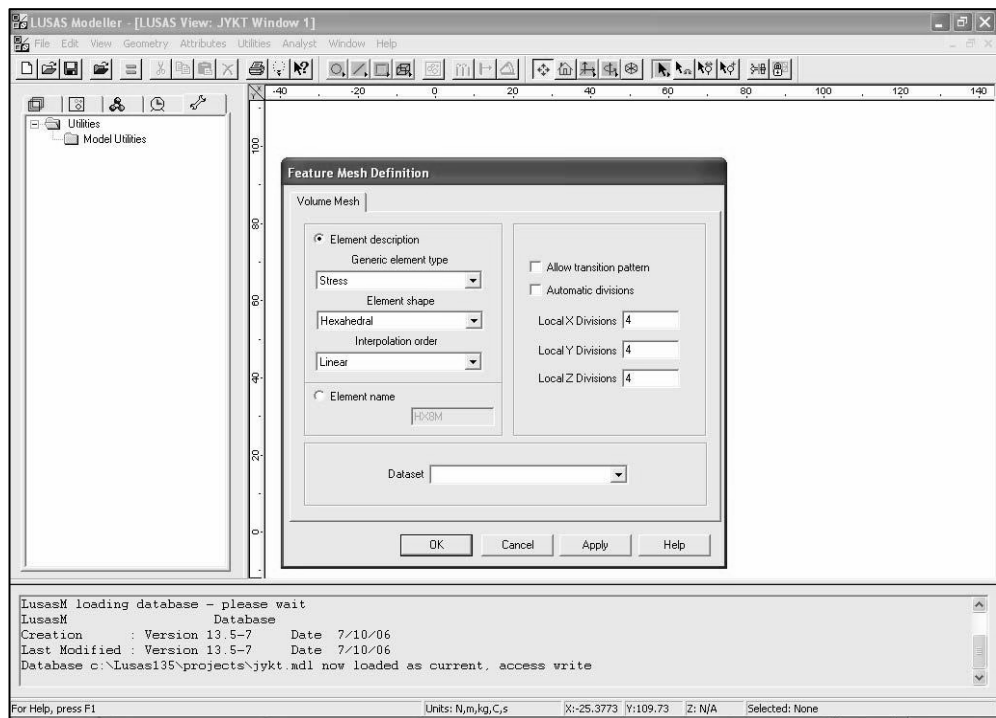 LUSAS Modeller - [LUSAS View: JYKT Window 1]
File Edit View Geometry Attributes Utilities Analyst Window Help
-40 -20 0 20 40 60 80 100 120 140
Utilities
Model Utilities
100
80
60
40
20
0
Feature Mesh Definition
Volume Mesh
Element description
Generic element type
Stress
Element shape
Hexahedral
Interpolation order
Linear
Element name
HX8M
Allow transition pattern
Automatic divisions
Local X Divisions 4
Local Y Divisions 4
Local Z Divisions 4
Dataset
OK Cancel Apply Help
LusasM loading database - please wait
LusasM Database
Creation : Version 13.5-7 Date 7/10/06
Last Modified : Version 13.5-7 Date 7/10/06
Database c:\Lusas135\projects\jykt.mdl now loaded as current, access write
For Help, press F1 Units: N,m,kg,C,s X:-25.3773 Y:109.73 Z: N/A Selected: None